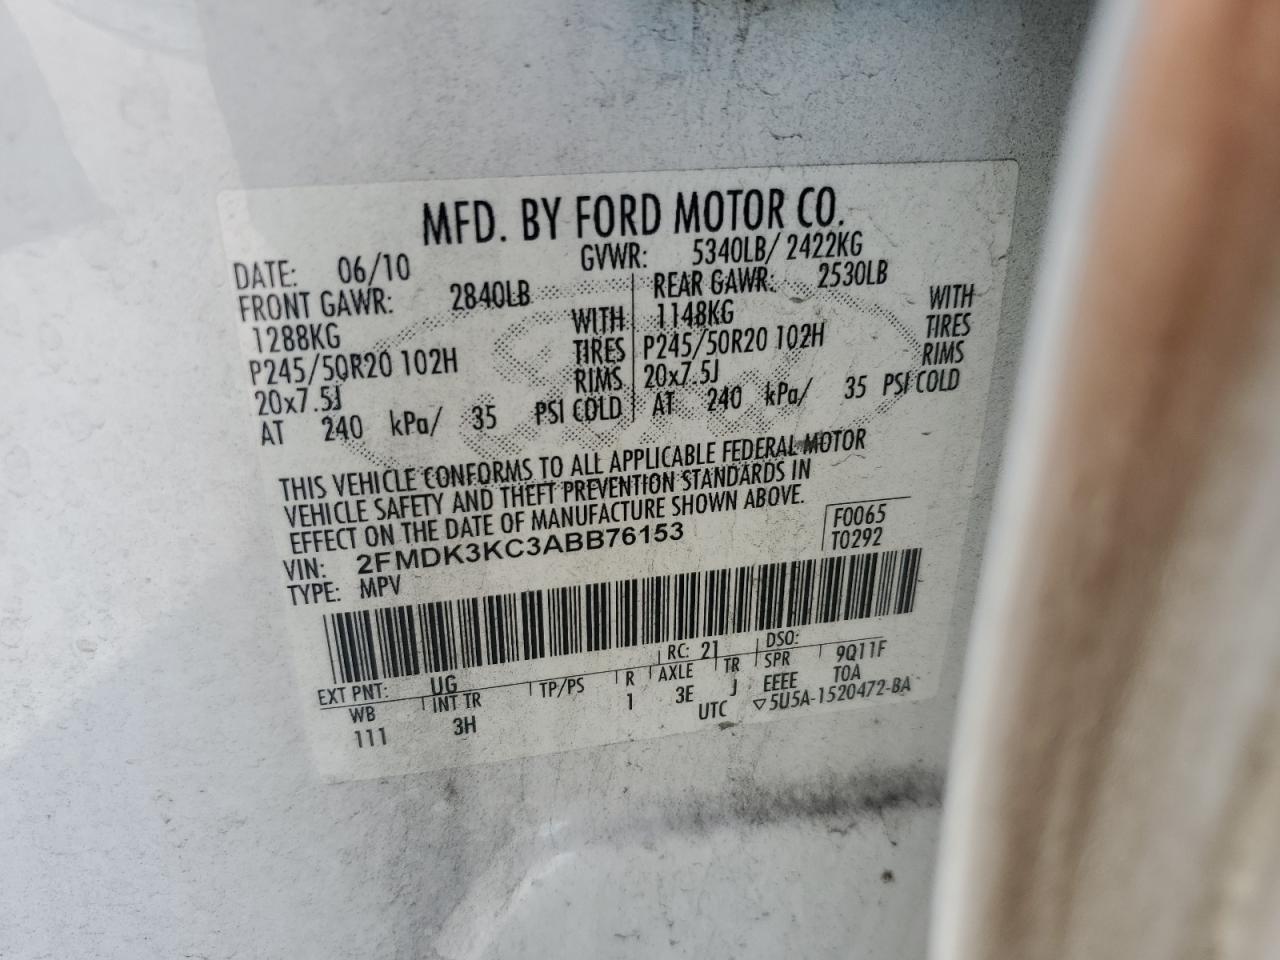 MFD. BY FORD MOTOR CO.
DATE: 06/10 GVWR: 5340LB/ 2422KG
FRONT GAWR: 2840LB REAR GAWR: 2530LB
1288KG WITH 1148KG WITH
P245/50R20 102H TIRES P245/50R20 102H TIRES
20x7.5J RIMS 20x7.5J RIMS
AT 240 kPa/ 35 PSI COLD AT 240 kPa/ 35 PSI COLD
THIS VEHICLE CONFORMS TO ALL APPLICABLE FEDERAL MOTOR
VEHICLE SAFETY AND THEFT PREVENTION STANDARDS IN
EFFECT ON THE DATE OF MANUFACTURE SHOWN ABOVE.
VIN: 2FMDK3KC3ABB76153 F0065
TYPE: MPV T0292
EXT PNT: UG RC: 21 DSO:
WB INT TR TP/PS R AXLE TR SPR 9Q11F
111 3H 1 3E J EEEE TOA
UTC ▽5U5A-1520472-BA